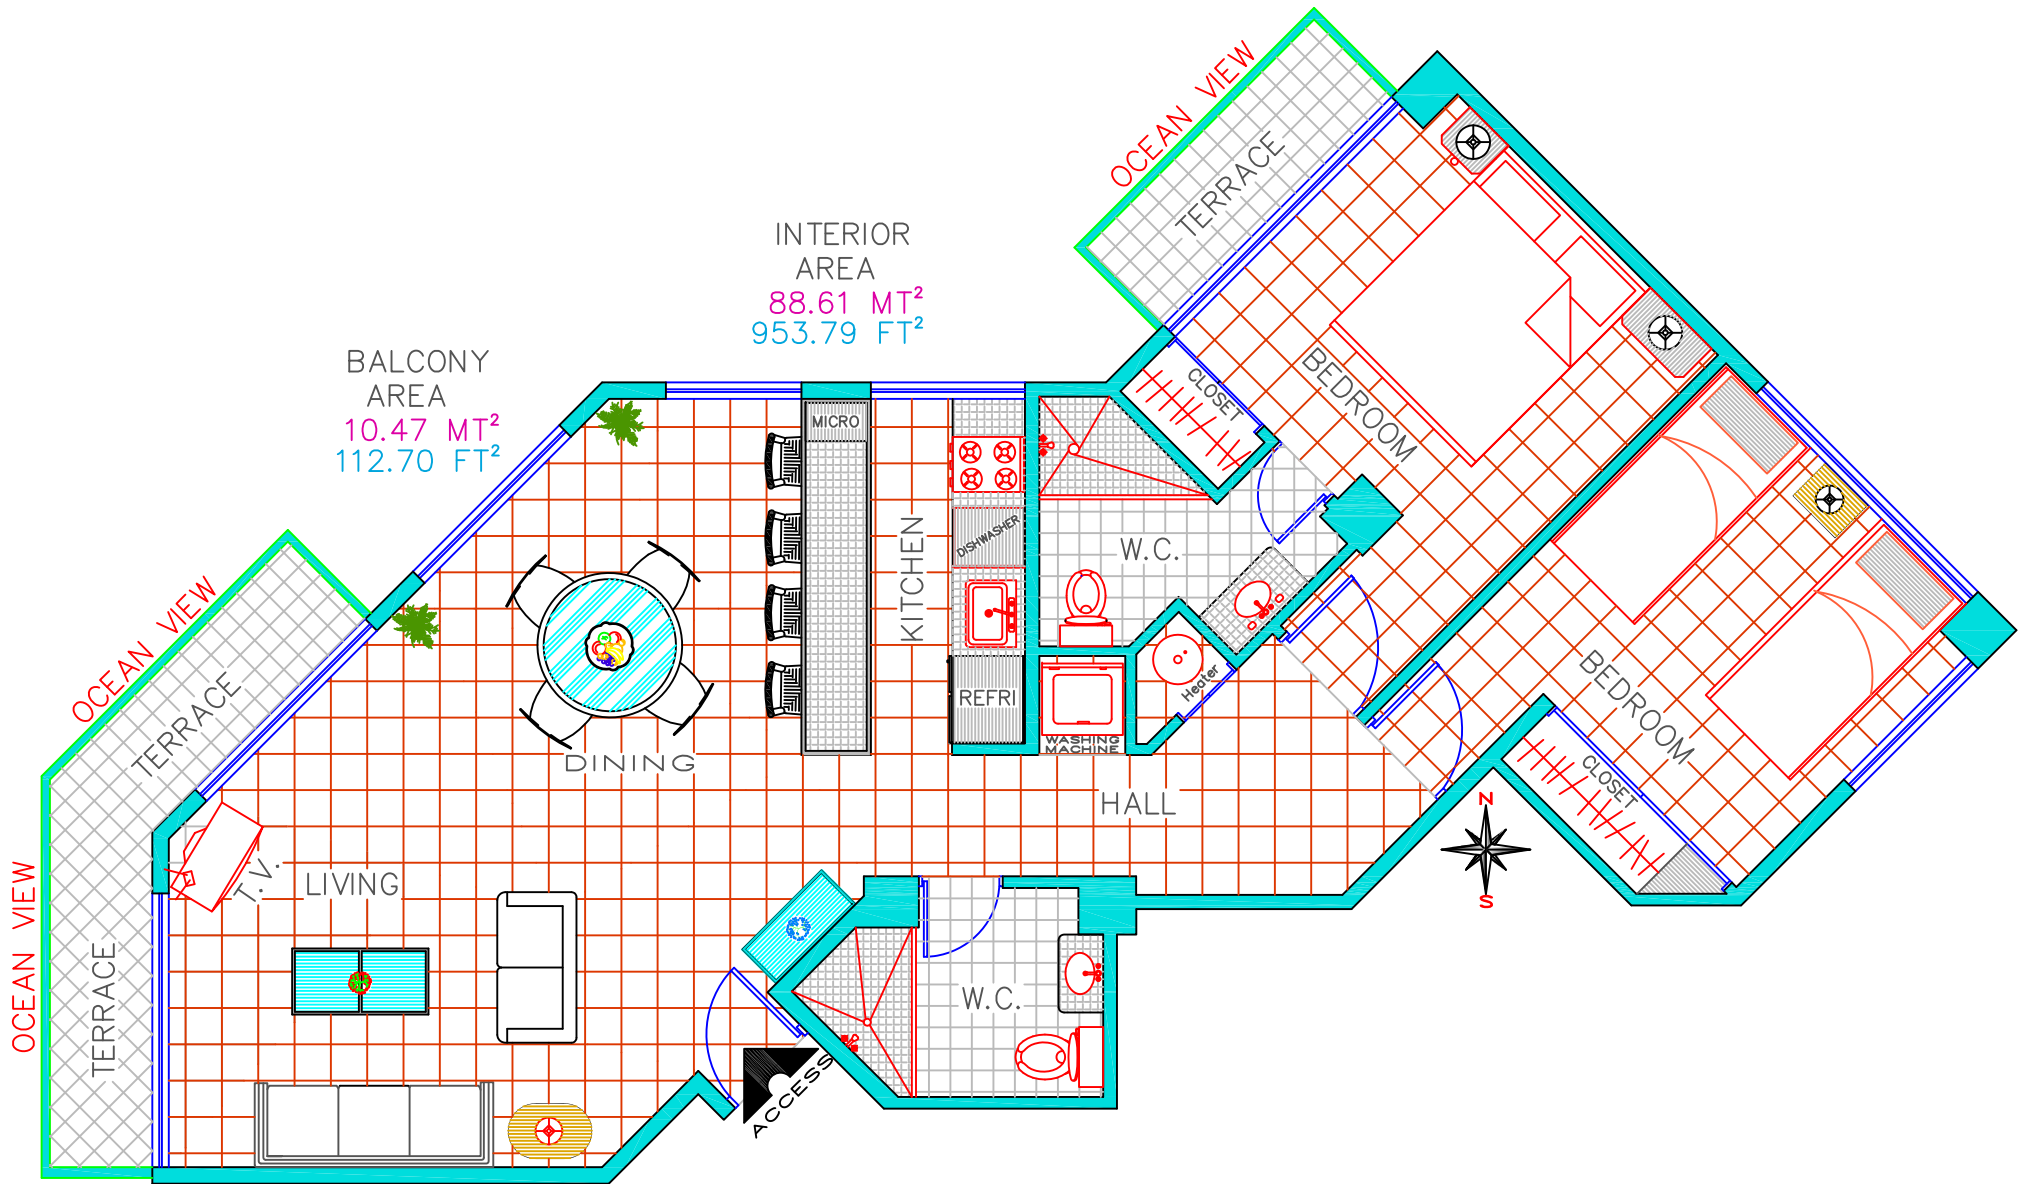 OCEAN VIEW
TERRACE
BEDROOM
CLOSET
INTERIOR
AREA
88.61 MT²
953.79 FT²
BALCONY
AREA
10.47 MT²
112.70 FT²
MICRO
KITCHEN
DISHWASHER
REFRI
W.C.
Heater
WASHING
MACHINE
BEDROOM
CLOSET
OCEAN VIEW
TERRACE
DINING
HALL
N
S
T.V.
LIVING
OCEAN VIEW
TERRACE
W.C.
ACCESS